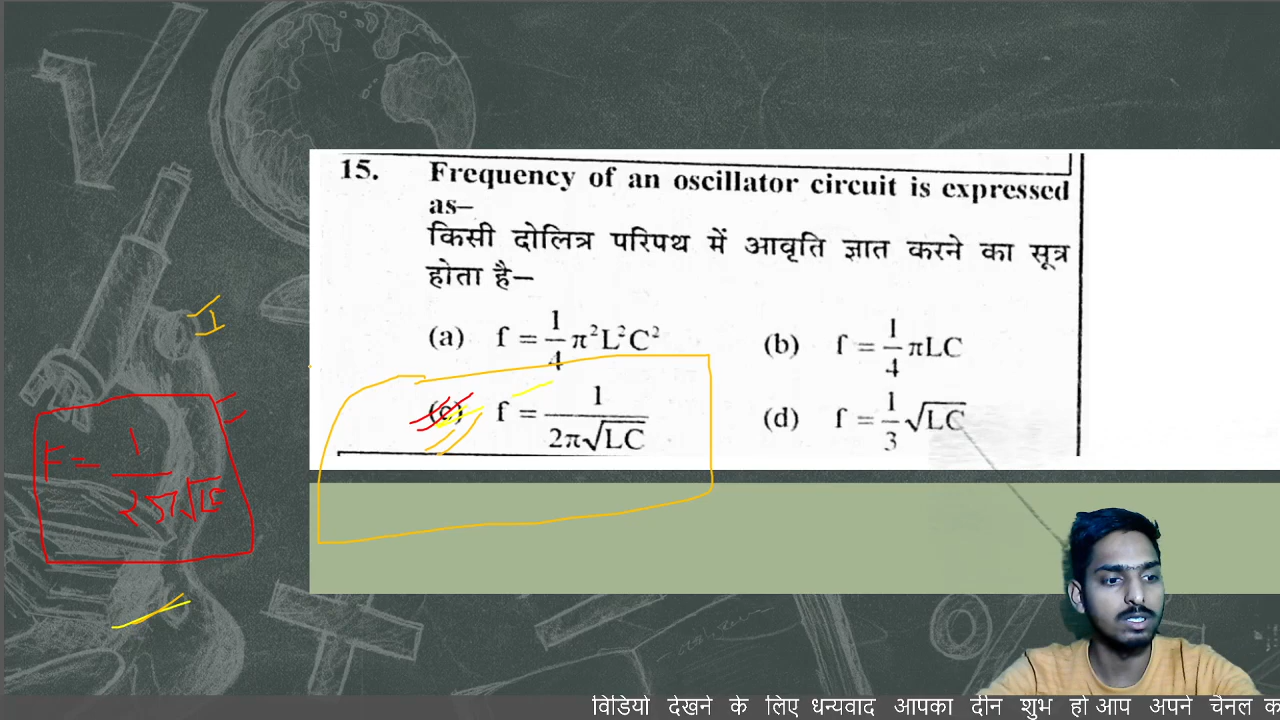 15. Frequency of an oscillator circuit is expressed
as–
किसी दोलित्र परिपथ में आवृति ज्ञात करने का सूत्र
होता है–
(a) f = 1/4 π²L²C² (b) f = 1/4 πLC
(c) f = 1/(2π√LC) (d) f = 1/3 √LC
F = 1/(2π√LC)
विडियो देखने के लिए धन्यवाद आपका दीन शुभ हो आप अपने चैनल क